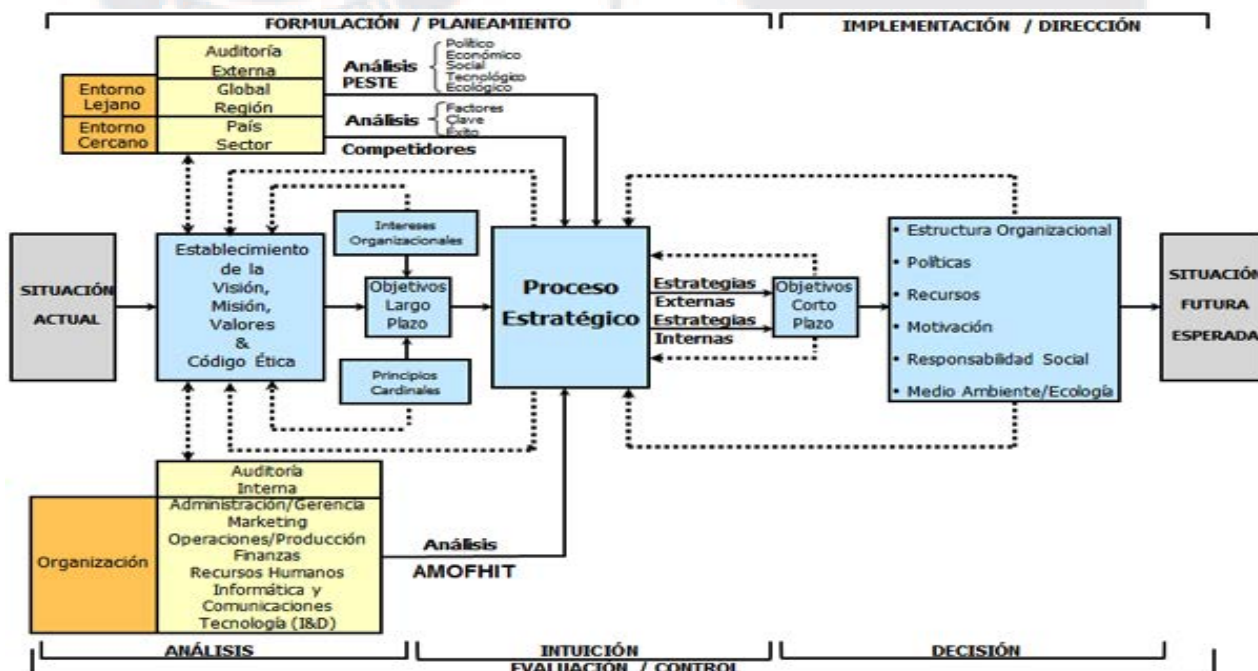 FORMULACIÓN / PLANEAMIENTO
IMPLEMENTACIÓN / DIRECCIÓN
Auditoría
Externa
Entorno
Lejano
Global
Región
Entorno
Cercano
País
Sector
Análisis
PESTE
Político
Económico
Social
Tecnológico
Ecológico
Análisis
Competidores
Factores
Clave
Éxito
SITUACIÓN
ACTUAL
Establecimiento
de la
Visión,
Misión,
Valores
&
Código Ética
Intereses
Organizacionales
Objetivos
Largo
Plazo
Principios
Cardinales
Proceso
Estratégico
Estrategias
Externas
Estrategias
Internas
Objetivos
Corto
Plazo
• Estructura Organizacional
• Políticas
• Recursos
• Motivación
• Responsabilidad Social
• Medio Ambiente/Ecología
SITUACIÓN
FUTURA
ESPERADA
Auditoría
Interna
Organización
Administración/Gerencia
Marketing
Operaciones/Producción
Finanzas
Recursos Humanos
Informática y
Comunicaciones
Tecnología (I&D)
Análisis
AMOFHIT
ANÁLISIS
INTUICIÓN
DECISIÓN
EVALUACIÓN / CONTROL